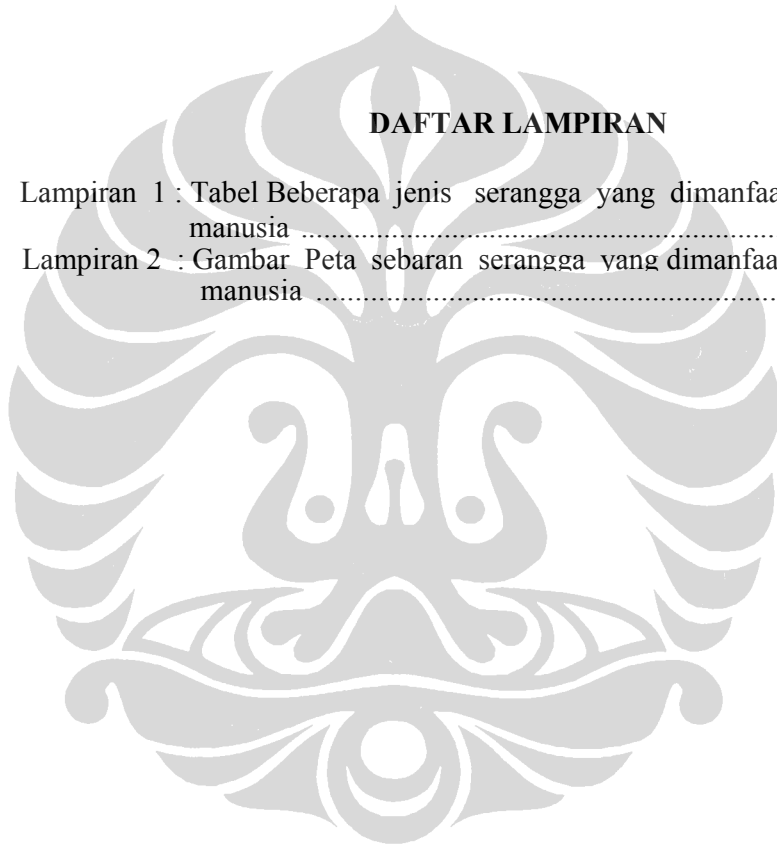 DAFTAR LAMPIRAN
Lampiran 1 : Tabel Beberapa jenis serangga yang dimanfaa
manusia ..............................................................
Lampiran 2 : Gambar Peta sebaran serangga yang dimanfaa
manusia ............................................................